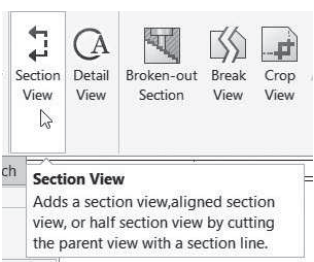 Section View
Detail View
Broken-out Section
Break View
Crop View
A
ch
Section View
Adds a section view,aligned section
view, or half section view by cutting
the parent view with a section line.